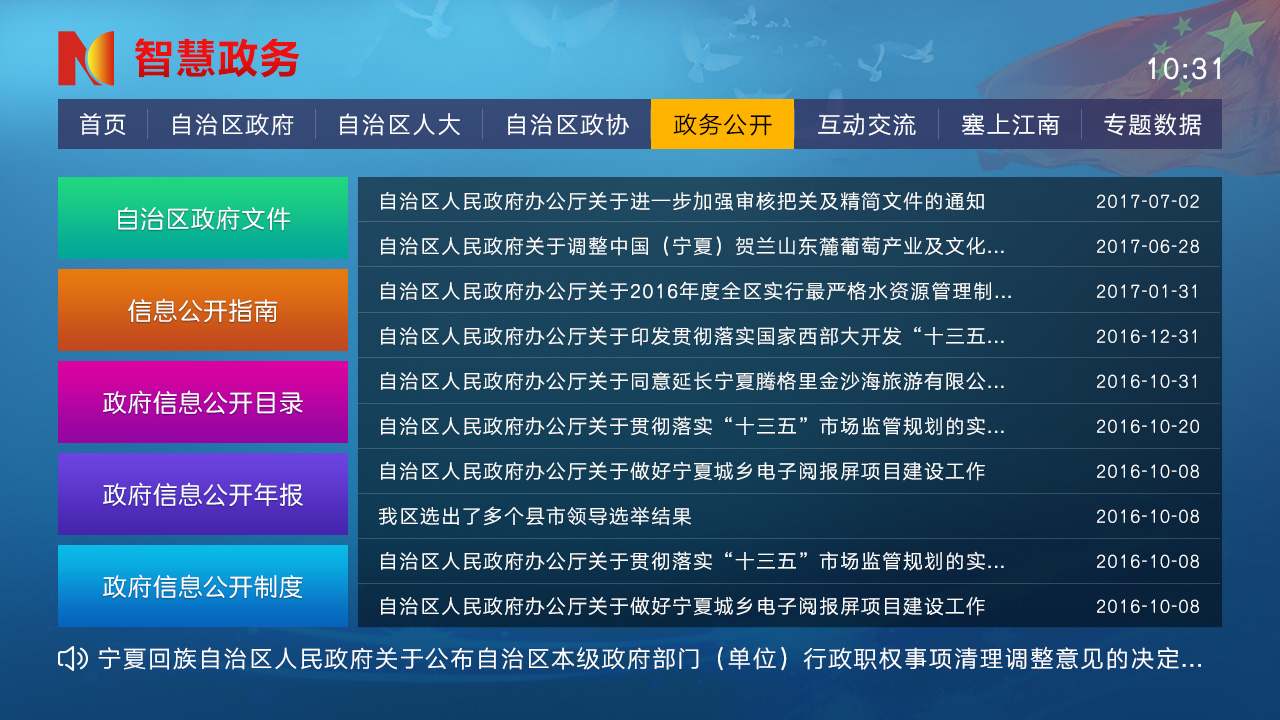 智慧政务
10:31
首页 自治区政府 自治区人大 自治区政协 政务公开 互动交流 塞上江南 专题数据
自治区政府文件
信息公开指南
政府信息公开目录
政府信息公开年报
政府信息公开制度
自治区人民政府办公厅关于进一步加强审核把关及精简文件的通知 2017-07-02
自治区人民政府关于调整中国（宁夏）贺兰山东麓葡萄产业及文化... 2017-06-28
自治区人民政府办公厅关于2016年度全区实行最严格水资源管理制... 2017-01-31
自治区人民政府办公厅关于印发贯彻落实国家西部大开发“十三五... 2016-12-31
自治区人民政府办公厅关于同意延长宁夏腾格里金沙海旅游有限公... 2016-10-31
自治区人民政府办公厅关于贯彻落实“十三五”市场监管规划的实... 2016-10-20
自治区人民政府办公厅关于做好宁夏城乡电子阅报屏项目建设工作 2016-10-08
我区选出了多个县市领导选举结果 2016-10-08
自治区人民政府办公厅关于贯彻落实“十三五”市场监管规划的实... 2016-10-08
自治区人民政府办公厅关于做好宁夏城乡电子阅报屏项目建设工作 2016-10-08
宁夏回族自治区人民政府关于公布自治区本级政府部门（单位）行政职权事项清理调整意见的决定...